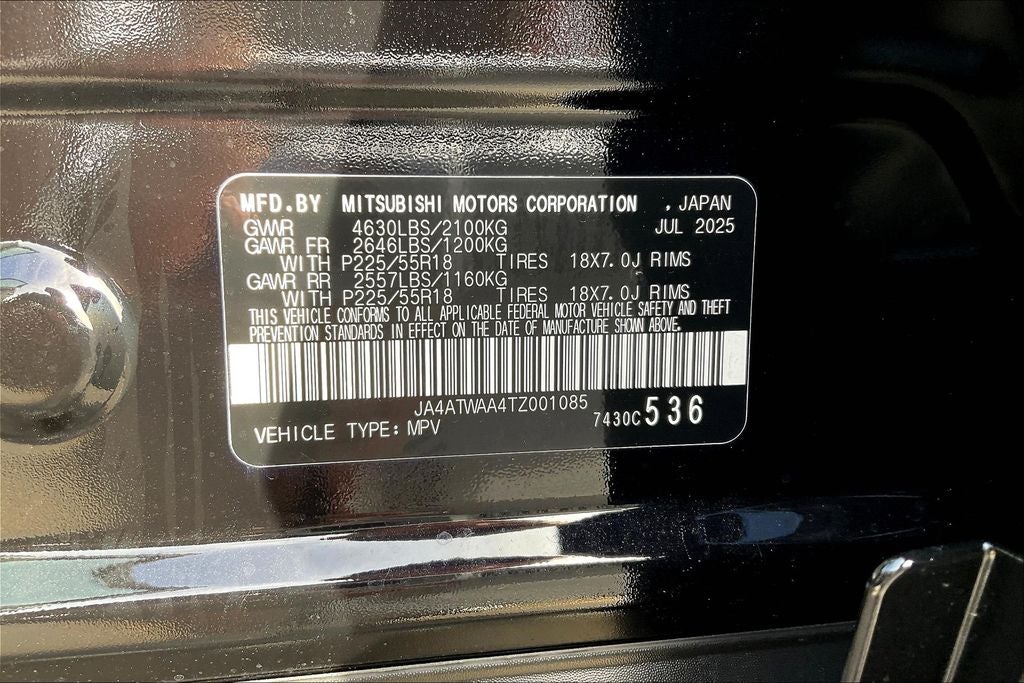 MFD.BY MITSUBISHI MOTORS CORPORATION , JAPAN
GVWR 4630LBS/2100KG JUL 2025
GAWR FR 2646LBS/1200KG
WITH P225/55R18 TIRES 18X7.0J RIMS
GAWR RR 2557LBS/1160KG
WITH P225/55R18 TIRES 18X7.0J RIMS
THIS VEHICLE CONFORMS TO ALL APPLICABLE FEDERAL MOTOR VEHICLE SAFETY AND THEFT
PREVENTION STANDARDS IN EFFECT ON THE DATE OF MANUFACTURE SHOWN ABOVE.
JA4ATWAA4TZ001085
VEHICLE TYPE: MPV 7430C 536